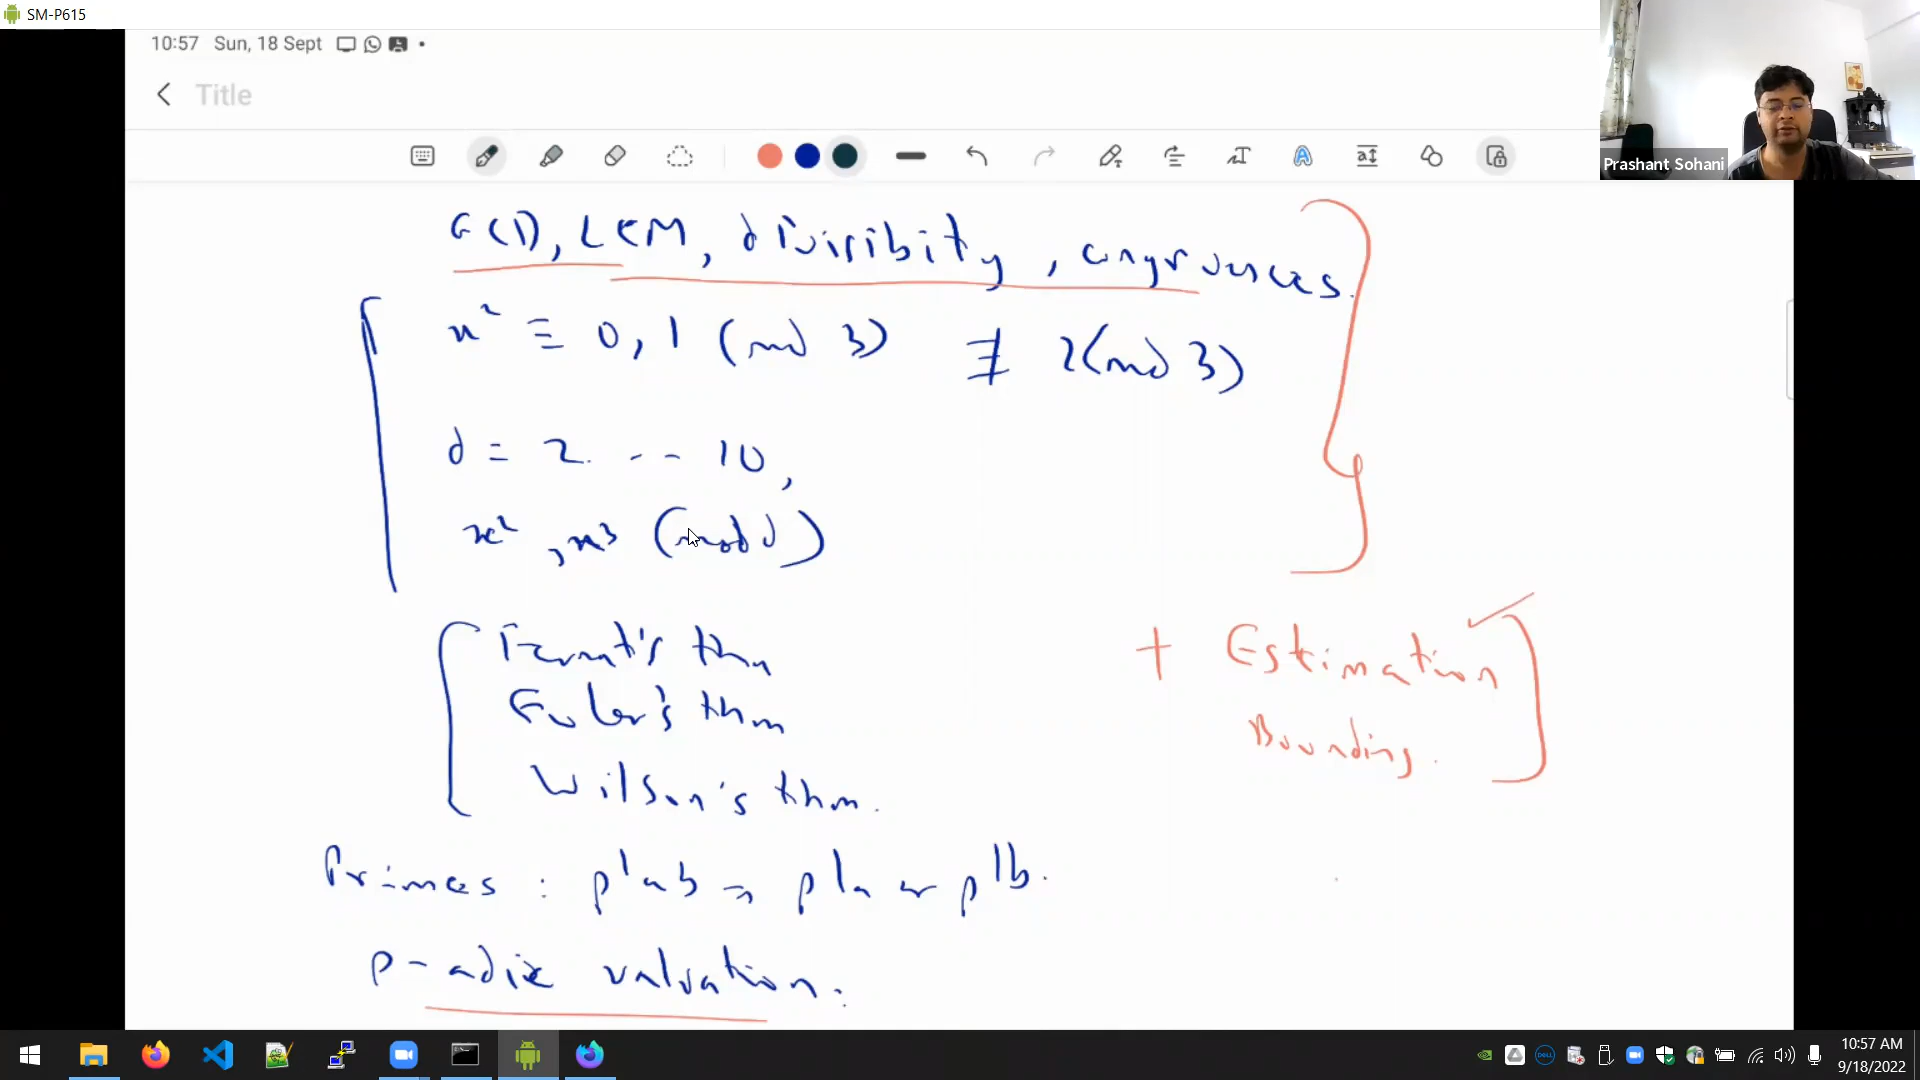 SM-P615
10:57 Sun, 18 Sept
Title
Prashant Sohani
GCD, LCM, divisibity, congruences.
x² ≡ 0, 1 (mod 3) ∄ 2(mod 3)
d = 2 - - 10,
x², x³ (mod d)
Fermat's thm
Euler's thm
Wilson's thm.
+ Estimation
Bounding.
Primes : p|ab ⇒ p|a or p|b.
p-adic valuation.
10:57 AM
9/18/2022